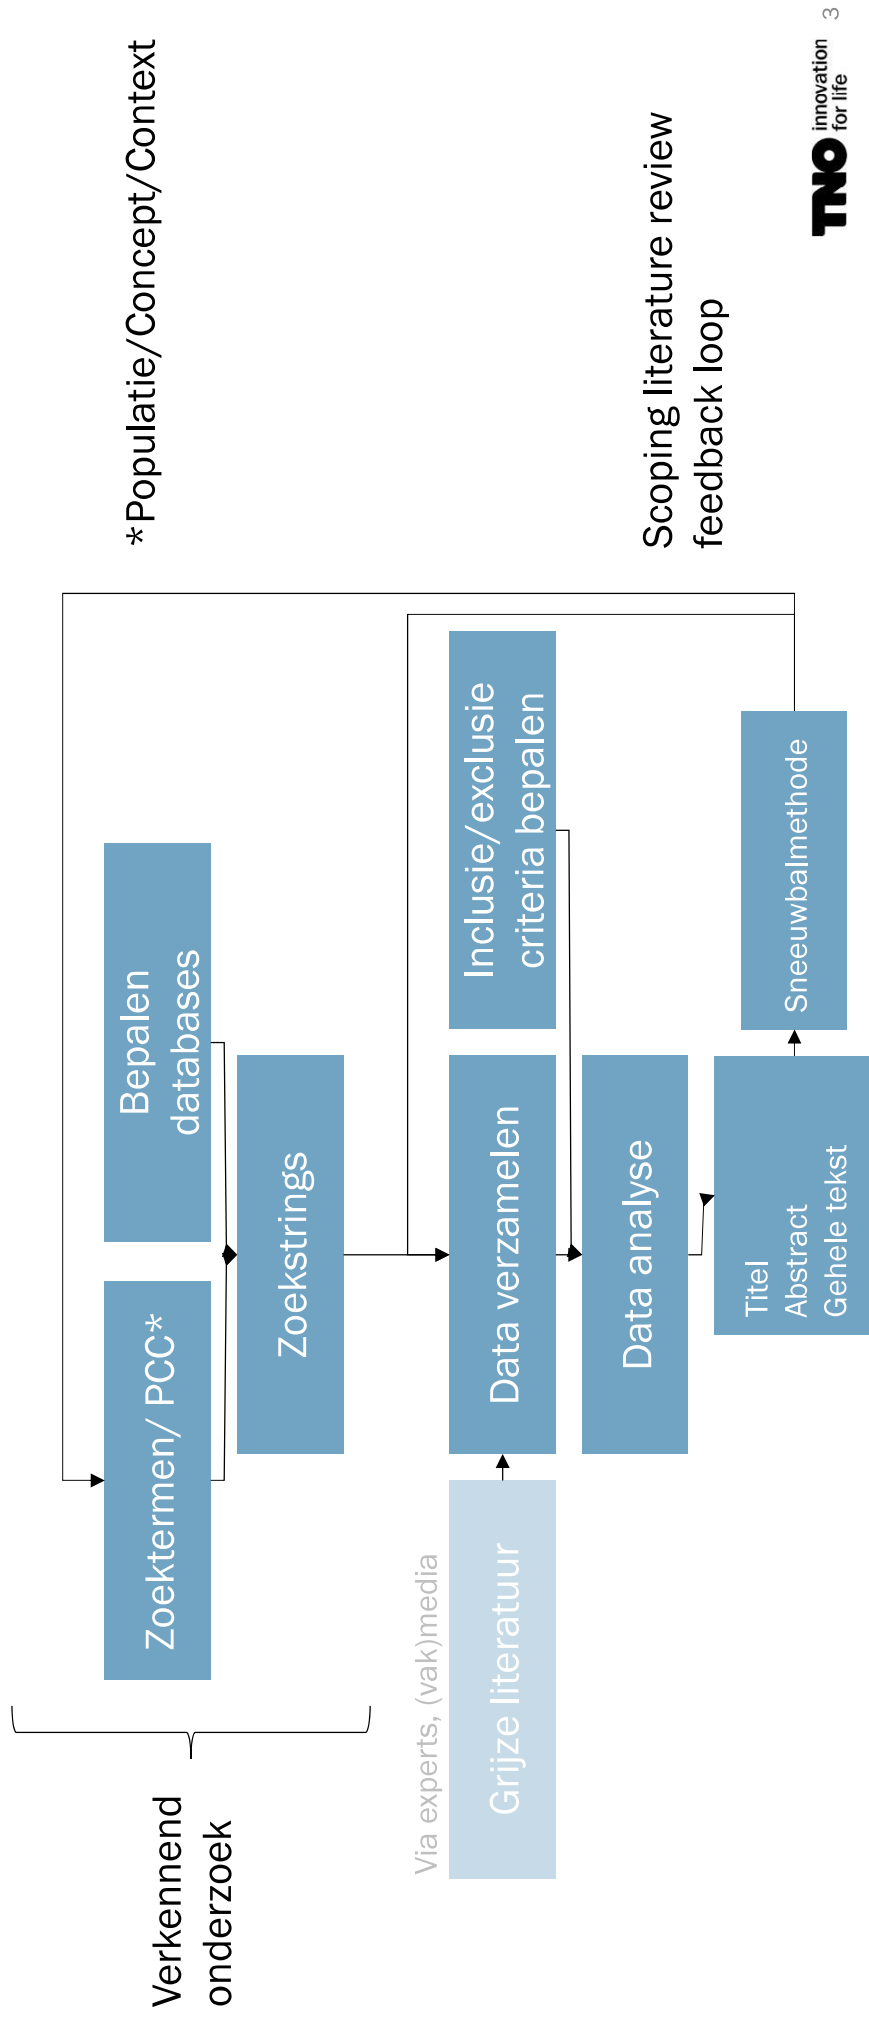 *Populatie/Concept/Context
Verkennend
onderzoek
Zoektermen/ PCC*
Bepalen
databases
Zoekstrings
Via experts, (vak)media
Grijze literatuur
Data verzamelen
Inclusie/exclusie
criteria bepalen
Data analyse
Scoping literature review
feedback loop
Titel
Abstract
Gehele tekst
Sneeuwbalmethode
TNO innovation
for life
3